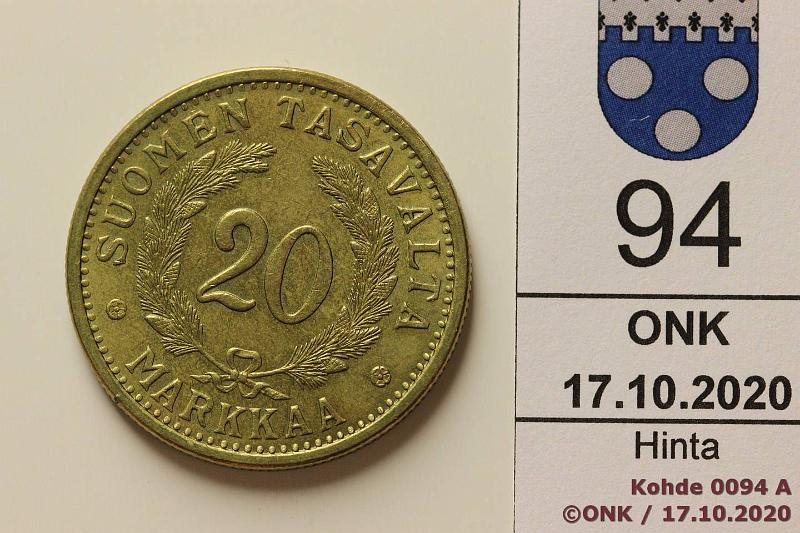 SUOMEN TASAVALTA
20
MARKKAA
94
ONK
17.10.2020
Hinta
Kohde 0094 A
©ONK / 17.10.2020